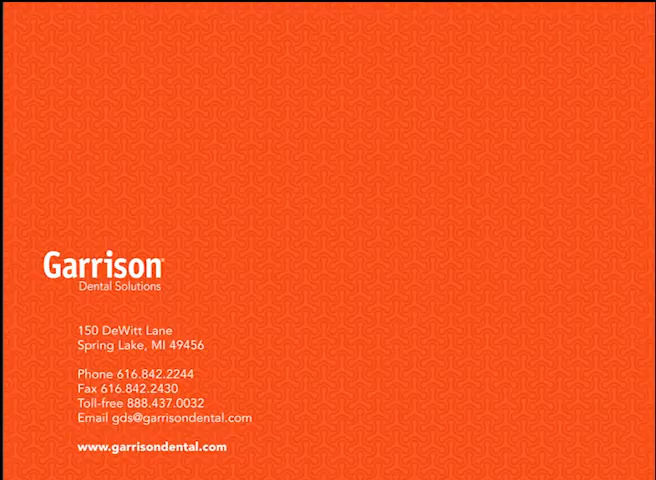 Garrison
Dental Solutions
150 DeWitt Lane
Spring Lake, MI 49456
Phone 616.842.2244
Fax 616.842.2430
Toll-free 888.437.0032
Email gds@garrisondental.com
www.garrisondental.com